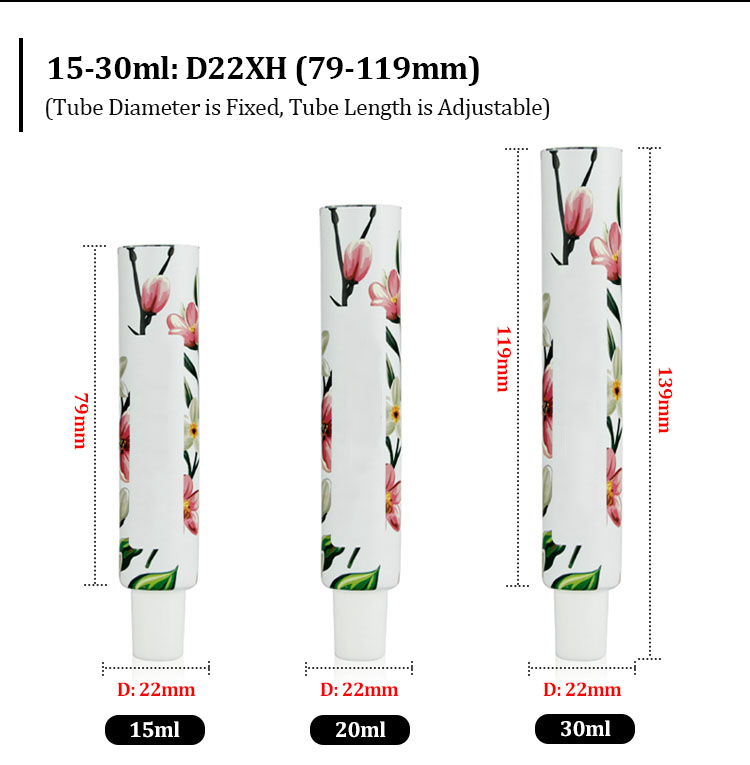 15-30ml: D22XH (79-119mm)
(Tube Diameter is Fixed, Tube Length is Adjustable)
79mm
119mm
139mm
D: 22mm
D: 22mm
D: 22mm
15ml
20ml
30ml